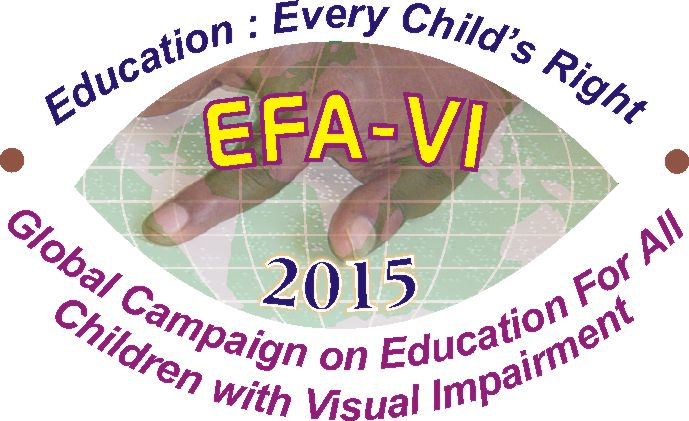 Education : Every Child's Right
EFA-VI
2015
Global Campaign on Education For All
Children with Visual Impairment